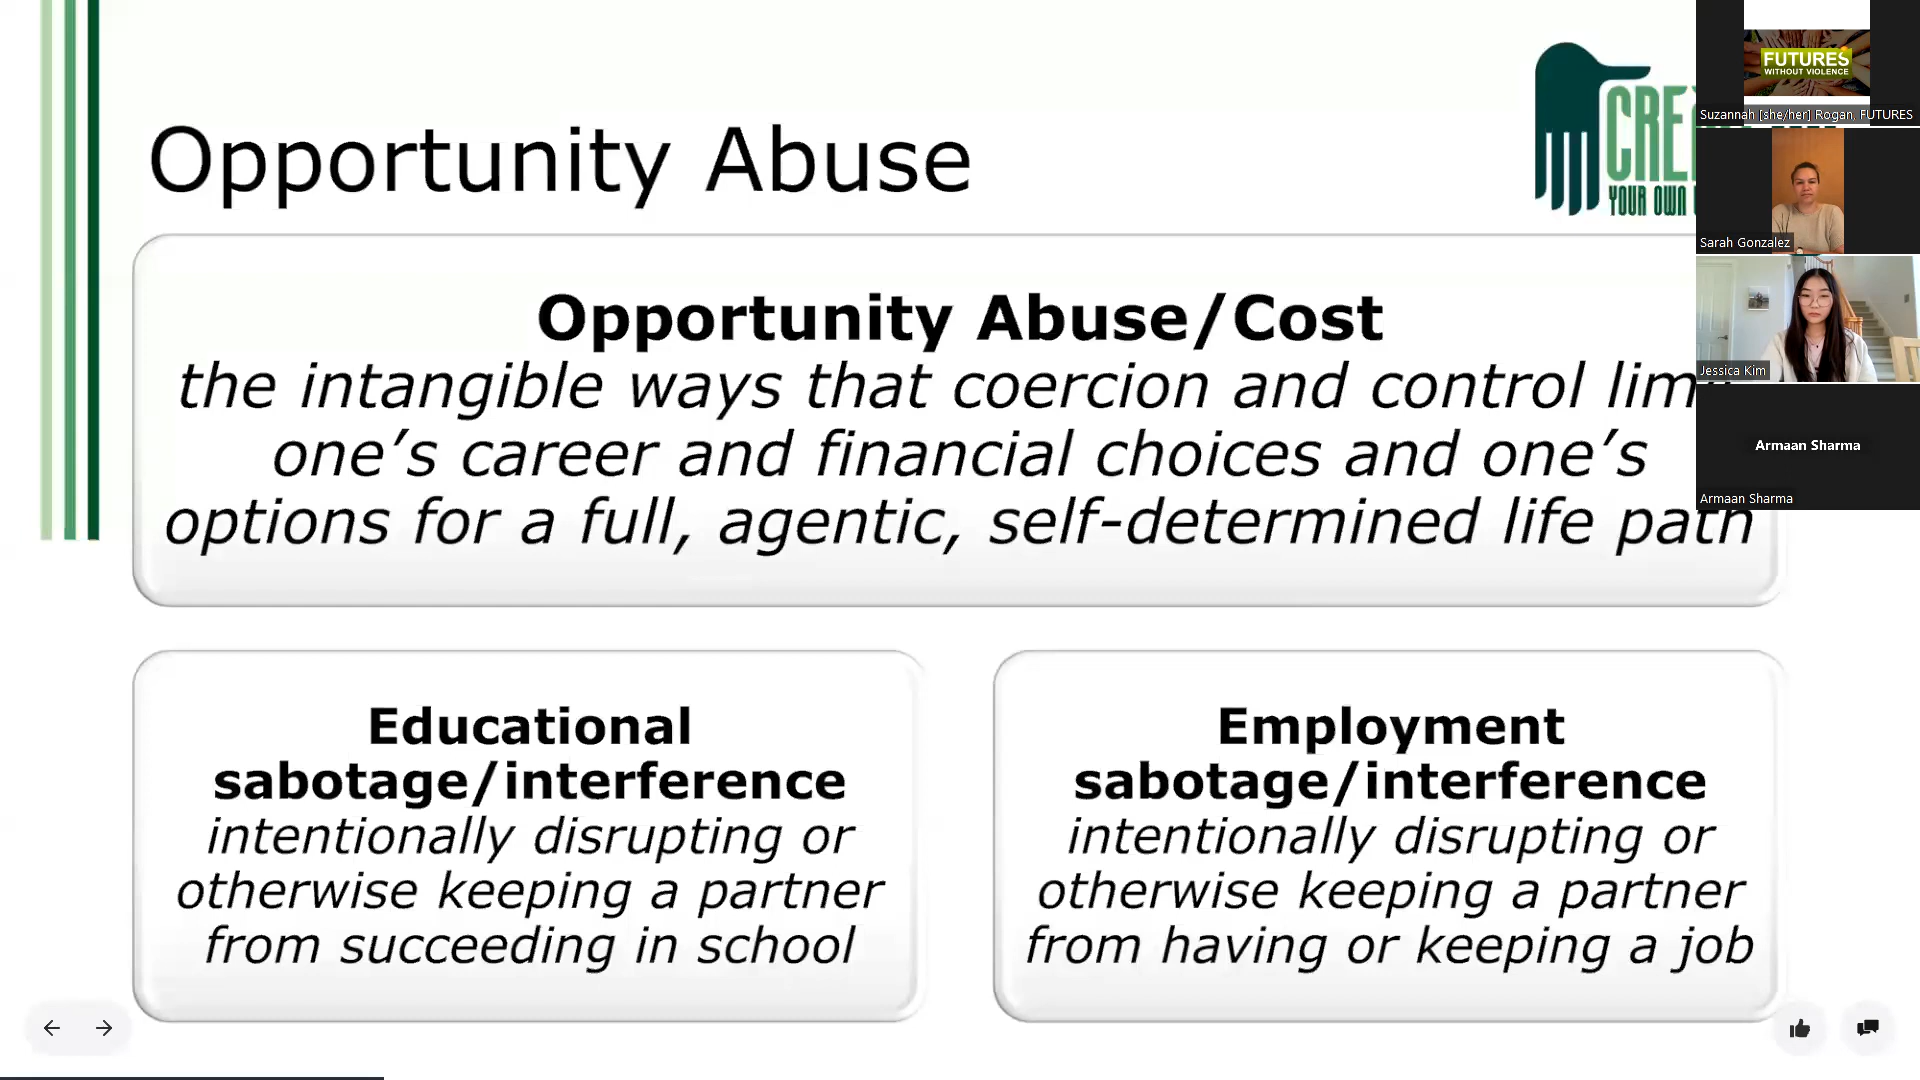 Opportunity Abuse
CRE
YOUR OWN
Opportunity Abuse/Cost
the intangible ways that coercion and control
one’s career and financial choices and one’s
options for a full, agentic, self-determined life path
Educational
sabotage/interference
intentionally disrupting or
otherwise keeping a partner
from succeeding in school
Employment
sabotage/interference
intentionally disrupting or
otherwise keeping a partner
from having or keeping a job
FUTURES
WITHOUT VIOLENCE
Suzannah [she/her] Rogan, FUTURES
Sarah Gonzalez
Jessica Kim
Armaan Sharma
Armaan Sharma